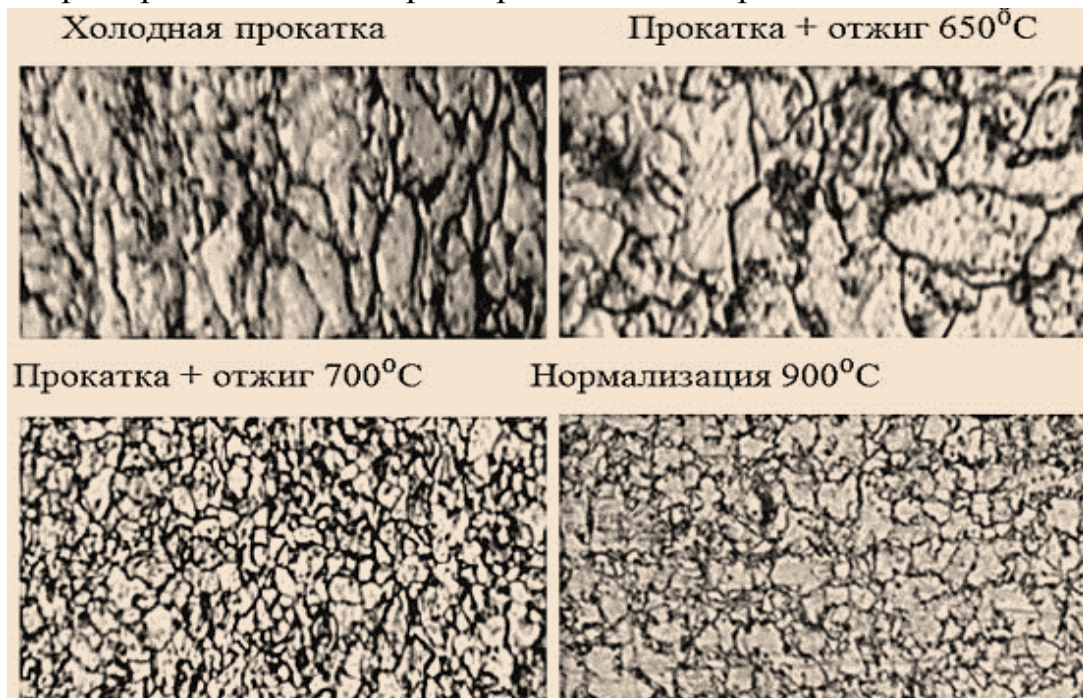 Холодная прокатка
Прокатка + отжиг 650°С
Прокатка + отжиг 700°С
Нормализация 900°С